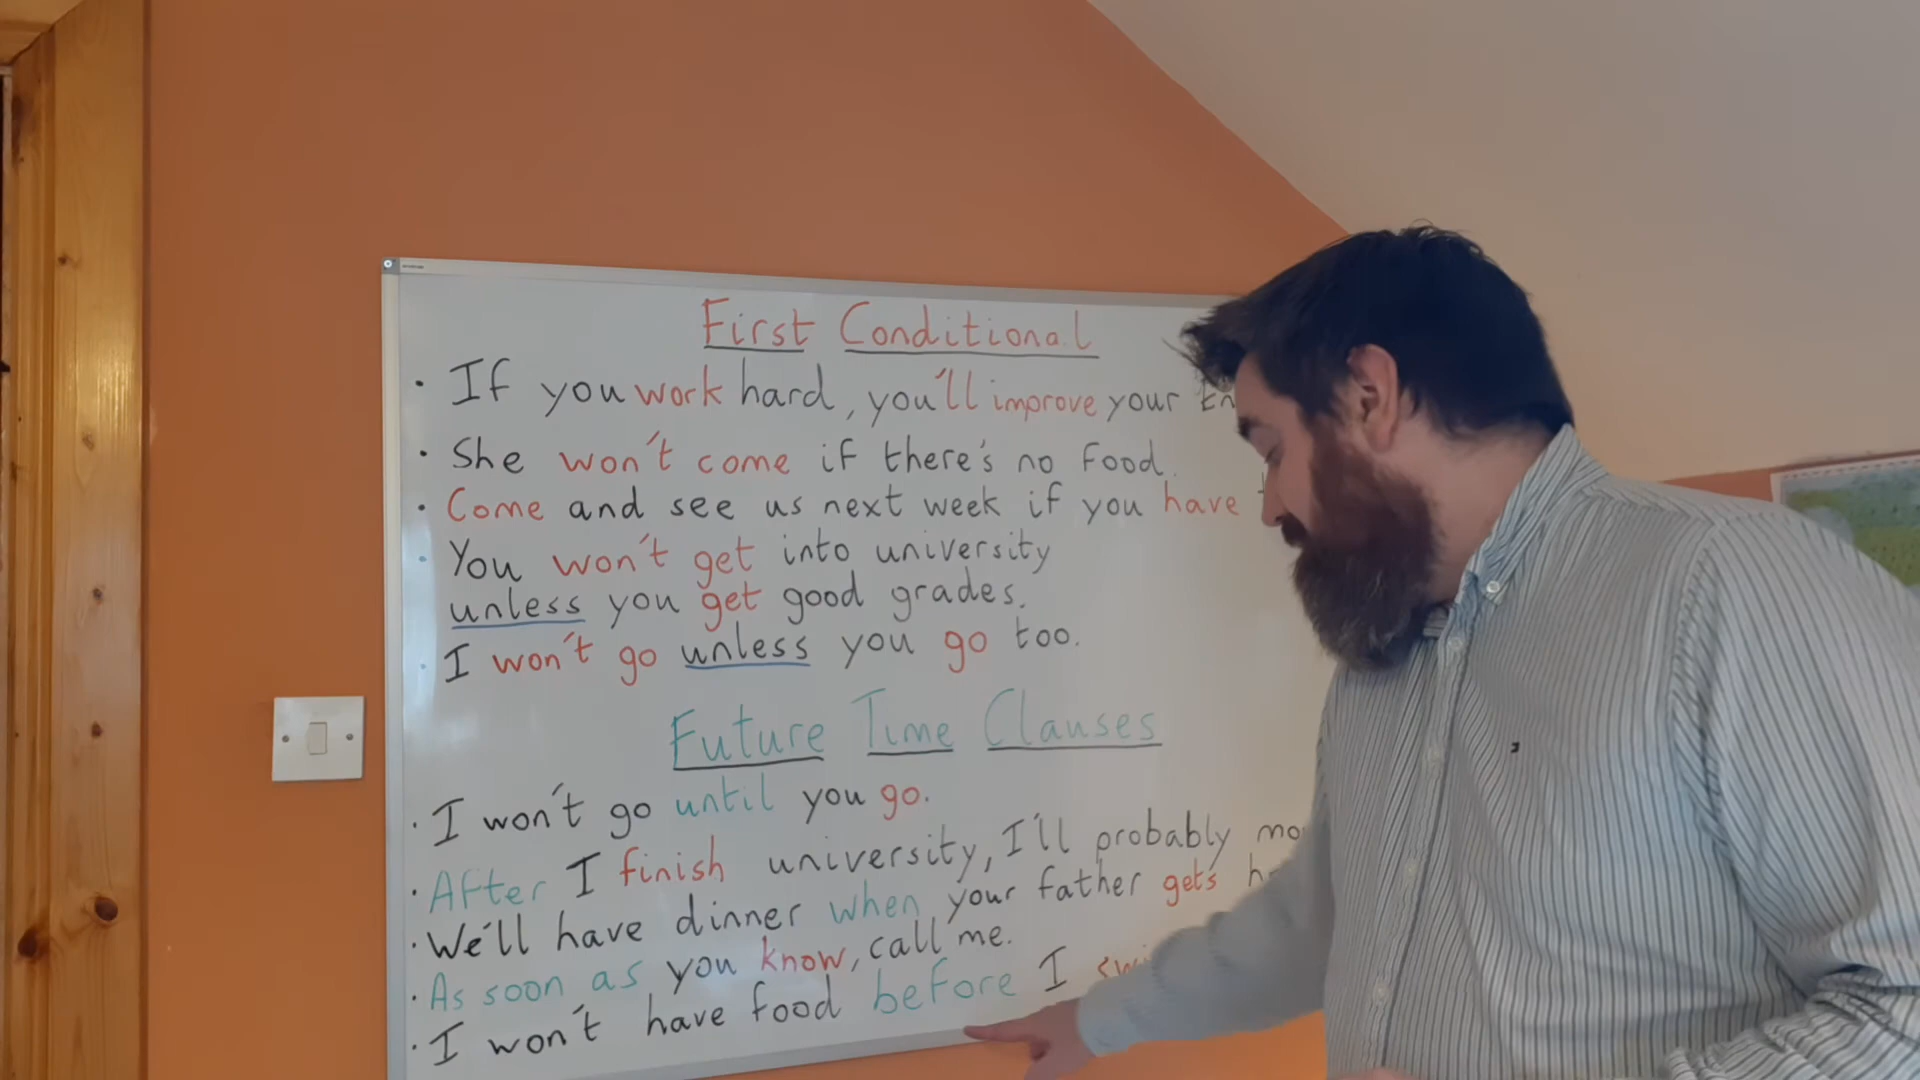 First Conditional
• If you work hard, you'll improve your
• She won't come if there's no food.
• Come and see us next week if you have
• You won't get into university
unless you get good grades.
• I won't go unless you go too.
Future Time Clauses
• I won't go until you go.
• After I finish university, I'll probably
• We'll have dinner when your father gets
• As soon as you know, call me.
• I won't have food before I